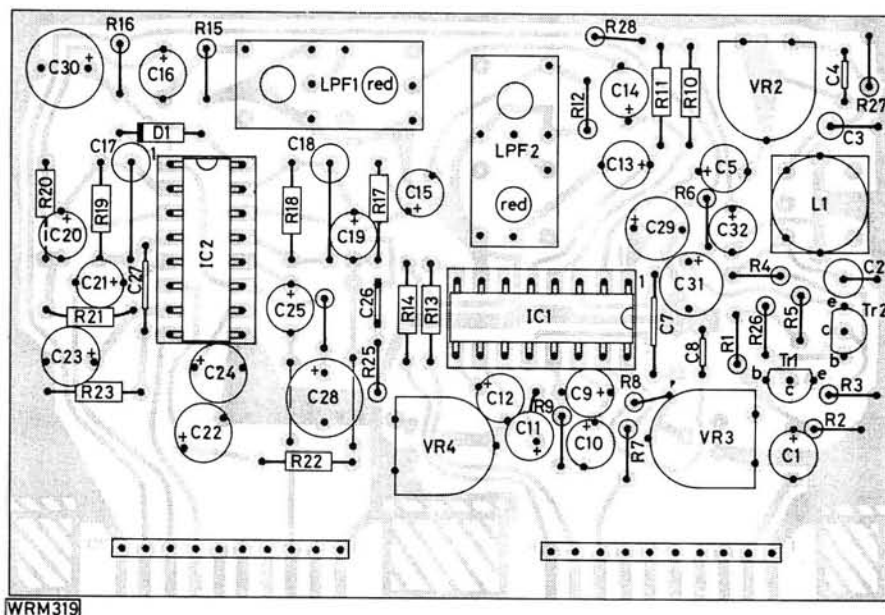 R16
R15
R28
C30
C16
LPF1
red
R12
C14
R11
R10
VR2
C4
R27
D1
LPF2
C3
C17
1
C18
C13
C5
R20
R19
IC2
R18
R17
C15
red
R6
L1
IC20
C19
C29
C32
C21
C27
C25
C26
R14
R13
IC1
1
C7
C31
R4
C2
R21
R26
R5
e
Tr2
c
b
C23
C24
R25
C8
R1
Tr1
b
c
e
R23
C28
C12
C9
R8
R3
C22
VR4
C11
R9
C10
R7
VR3
C1
R2
R22
WRM319